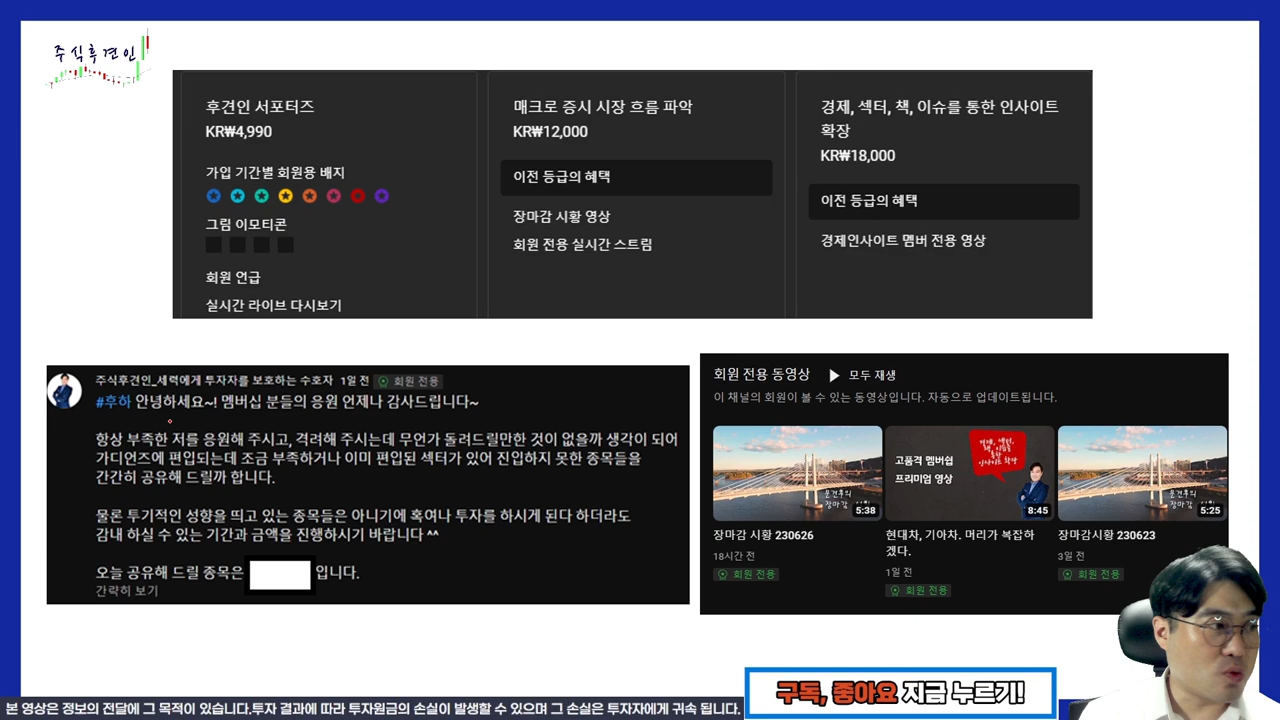 주식후견인
후견인 서포터즈
KR₩4,990
가입 기간별 회원용 배지
그림 이모티콘
회원 언급
실시간 라이브 다시보기
매크로 증시 시장 흐름 파악
KR₩12,000
이전 등급의 혜택
장마감 시황 영상
회원 전용 실시간 스트림
경제, 섹터, 책, 이슈를 통한 인사이트
확장
KR₩18,000
이전 등급의 혜택
경제인사이트 멤버 전용 영상
주식후견인_세력에게 투자자를 보호하는 수호자 1일 전 회원 전용
#후하 안녕하세요~! 멤버십 분들의 응원 언제나 감사드립니다~
항상 부족한 저를 응원해 주시고, 격려해 주시는데 무언가 돌려드릴만한 것이 없을까 생각이 되어
가디언즈에 편입되는데 조금 부족하거나 이미 편입된 섹터가 있어 진입하지 못한 종목들을
간간히 공유해 드릴까 합니다.
물론 투기적인 성향을 띄고 있는 종목들은 아니기에 혹여나 투자를 하시게 된다 하더라도
감내 하실 수 있는 기간과 금액을 진행하시기 바랍니다 ^^
오늘 공유해 드릴 종목은 입니다.
간략히 보기
회원 전용 동영상 모두 재생
이 채널의 회원이 볼 수 있는 동영상입니다. 자동으로 업데이트됩니다.
문건후의
장마감
5:38
장마감 시황 230626
18시간 전
회원 전용
고품격 멤버쉽
프리미엄 영상
경제, 섹터,
인사이트 확장
8:45
현대차, 기아차. 머리가 복잡하
겠다.
1일 전
회원 전용
문건후의
장마감
5:25
장마감시황 230623
3일 전
회원 전용
구독, 좋아요 지금 누르기!
본 영상은 정보의 전달에 그 목적이 있습니다.투자 결과에 따라 투자원금의 손실이 발생할 수 있으며 그 손실은 투자자에게 귀속 됩니다.